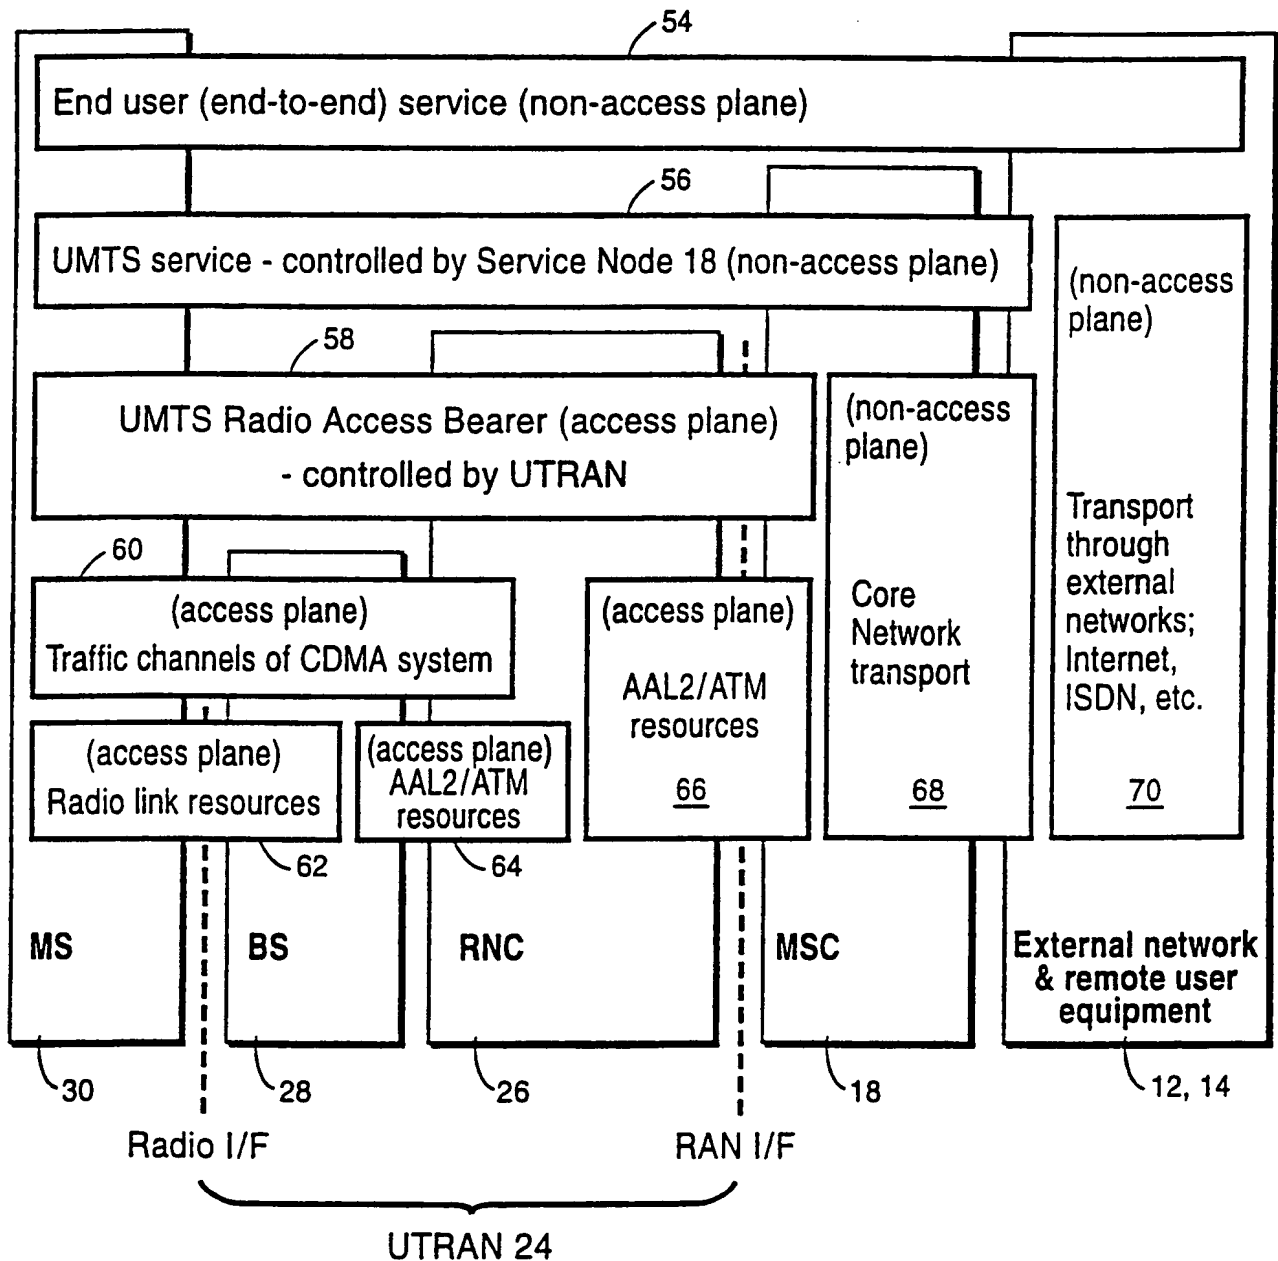 54
End user (end-to-end) service (non-access plane)
56
UMTS service - controlled by Service Node 18 (non-access plane)
(non-access
plane)
58
UMTS Radio Access Bearer (access plane)
- controlled by UTRAN
(non-access
plane)
Transport
through
external
networks;
Internet,
ISDN, etc.
70
60
(access plane)
Traffic channels of CDMA system
(access plane)
AAL2/ATM
resources
66
Core
Network
transport
68
(access plane)
Radio link resources
62
(access plane)
AAL2/ATM
resources
64
MS
BS
RNC
MSC
External network
& remote user
equipment
30
28
26
18
12, 14
Radio I/F
RAN I/F
UTRAN 24